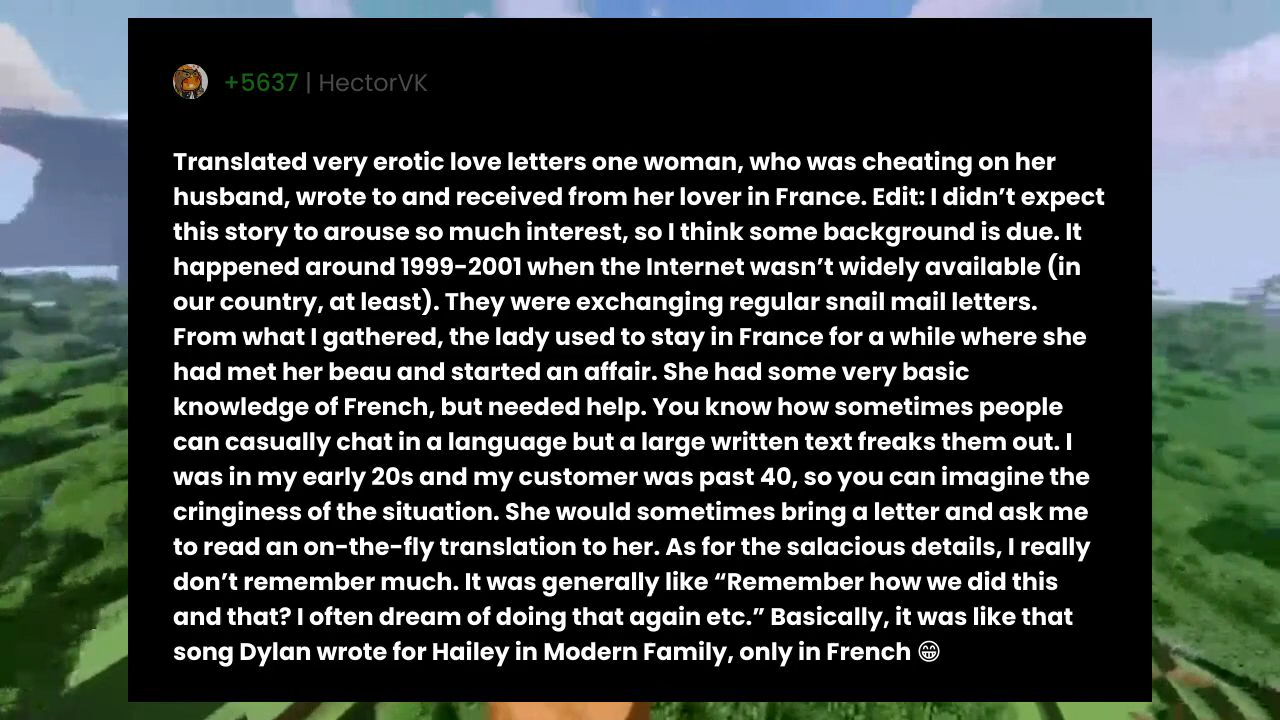 +5637 | HectorVK
Translated very erotic love letters one woman, who was cheating on her
husband, wrote to and received from her lover in France. Edit: I didn’t expect
this story to arouse so much interest, so I think some background is due. It
happened around 1999-2001 when the Internet wasn’t widely available (in
our country, at least). They were exchanging regular snail mail letters.
From what I gathered, the lady used to stay in France for a while where she
had met her beau and started an affair. She had some very basic
knowledge of French, but needed help. You know how sometimes people
can casually chat in a language but a large written text freaks them out. I
was in my early 20s and my customer was past 40, so you can imagine the
cringiness of the situation. She would sometimes bring a letter and ask me
to read an on-the-fly translation to her. As for the salacious details, I really
don’t remember much. It was generally like “Remember how we did this
and that? I often dream of doing that again etc.” Basically, it was like that
song Dylan wrote for Hailey in Modern Family, only in French 😁